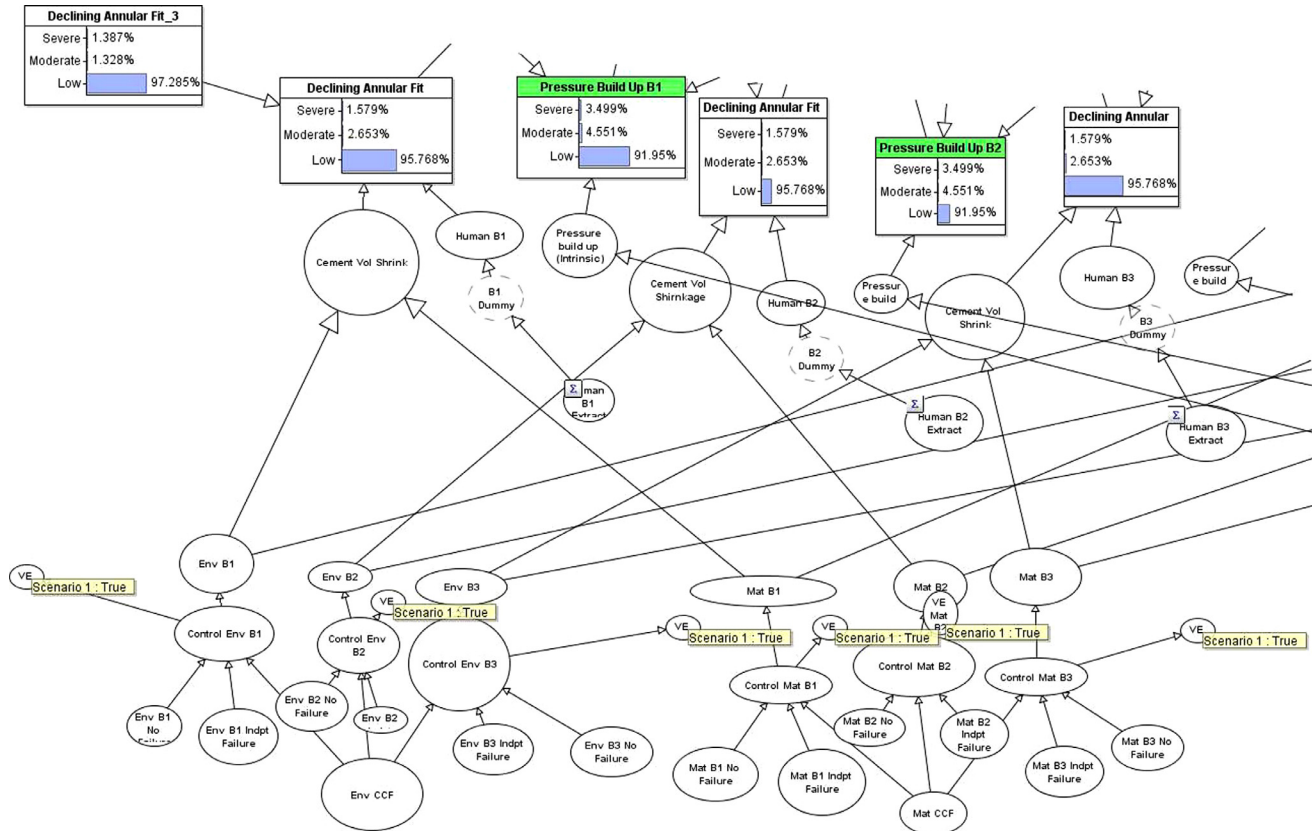 Declining Annular Fit_3
Severe 1.387%
Moderate 1.328%
Low 97.285%
Declining Annular Fit
Severe 1.579%
Moderate 2.653%
Low 95.768%
Pressure Build Up B1
Severe 3.499%
Moderate 4.551%
Low 91.95%
Declining Annular Fit
Severe 1.579%
Moderate 2.653%
Low 95.768%
Pressure Build Up B2
Severe 3.499%
Moderate 4.551%
Low 91.95%
Declining Annular
1.579%
2.653%
95.768%
Cement Vol Shrink
Human B1
B1
Dummy
Pressure
build up
(Intrinsic)
Cement Vol
Shirnkage
Human B2
B2
Dummy
Pressur
e build
Cement Vol
Shrink
Human B3
B3
Dummy
Pressur
e build
Σ
man
B1
Extract
Σ
Human B2
Extract
Σ
Human B3
Extract
Env B1
Env B2
Env B3
Mat B1
Mat B2
Mat B3
VE
Scenario 1 : True
VE
Scenario 1 : True
VE
Scenario 1 : True
VE
Scenario 1 : True
VE
Mat
Scenario 1 : True
VE
Scenario 1 : True
Control Env B1
Control Env
B2
Control Env B3
Control Mat B1
Control Mat B2
Control Mat B3
Env B1
No
Env B1 Indpt
Failure
Env B2 No
Failure
Env B2
Env B3 Indpt
Failure
Env B3 No
Failure
Mat B1 No
Failure
Mat B1 Indpt
Failure
Mat B2 No
Failure
Mat B2
Indpt
Failure
Mat B3 Indpt
Failure
Mat B3 No
Failure
Env CCF
Mat CCF